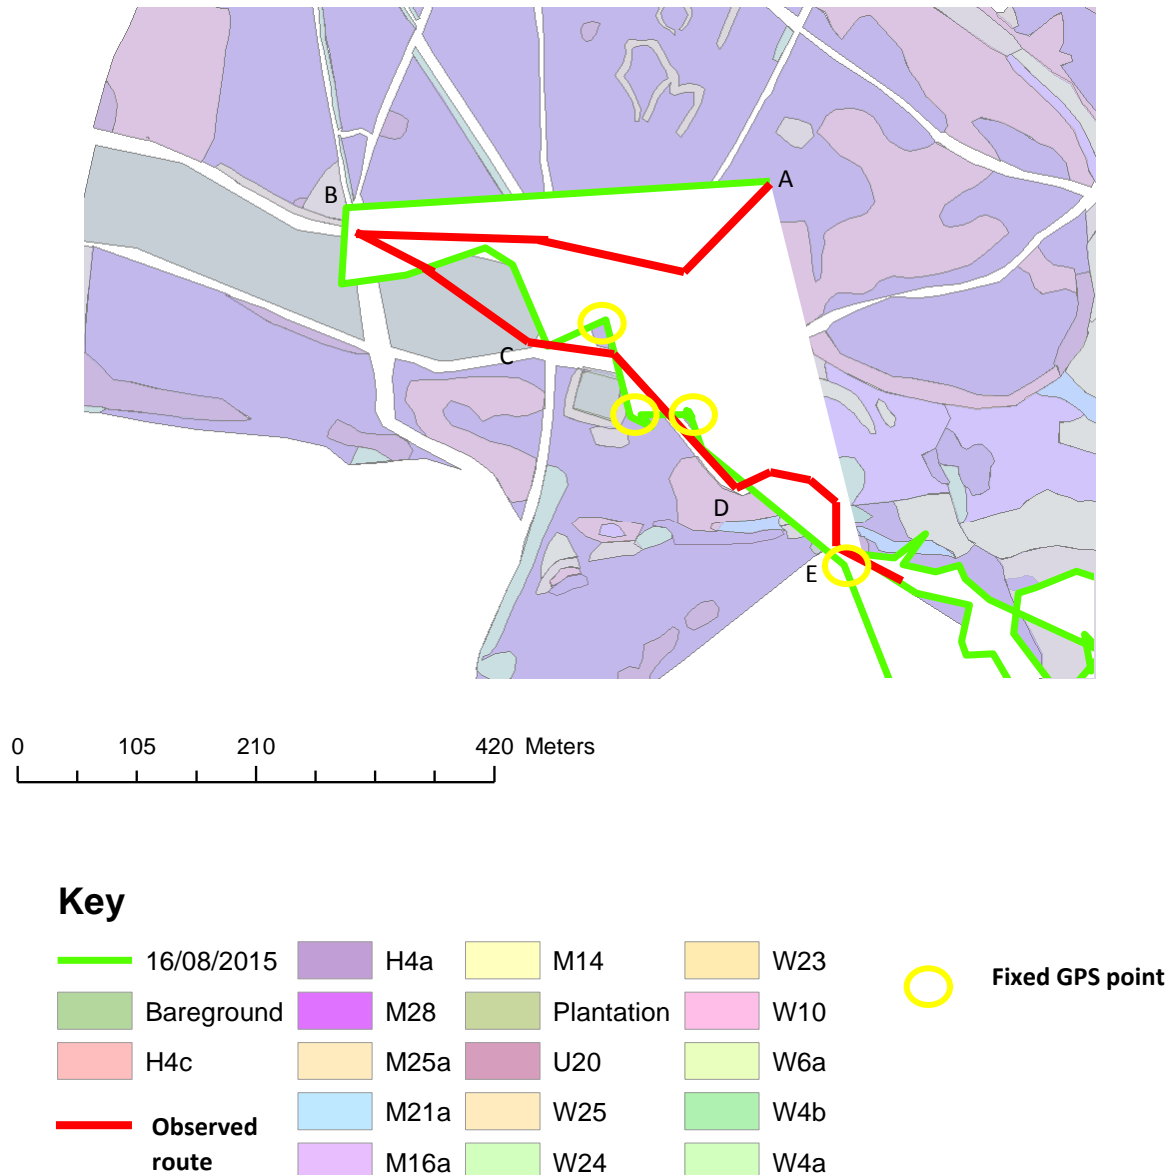 A
B
C
D
E
0 105 210 420 Meters
Key
16/08/2015 H4a M14 W23 Fixed GPS point
Bareground M28 Plantation W10
H4c M25a U20 W6a
Observed M21a W25 W4b
route M16a W24 W4a